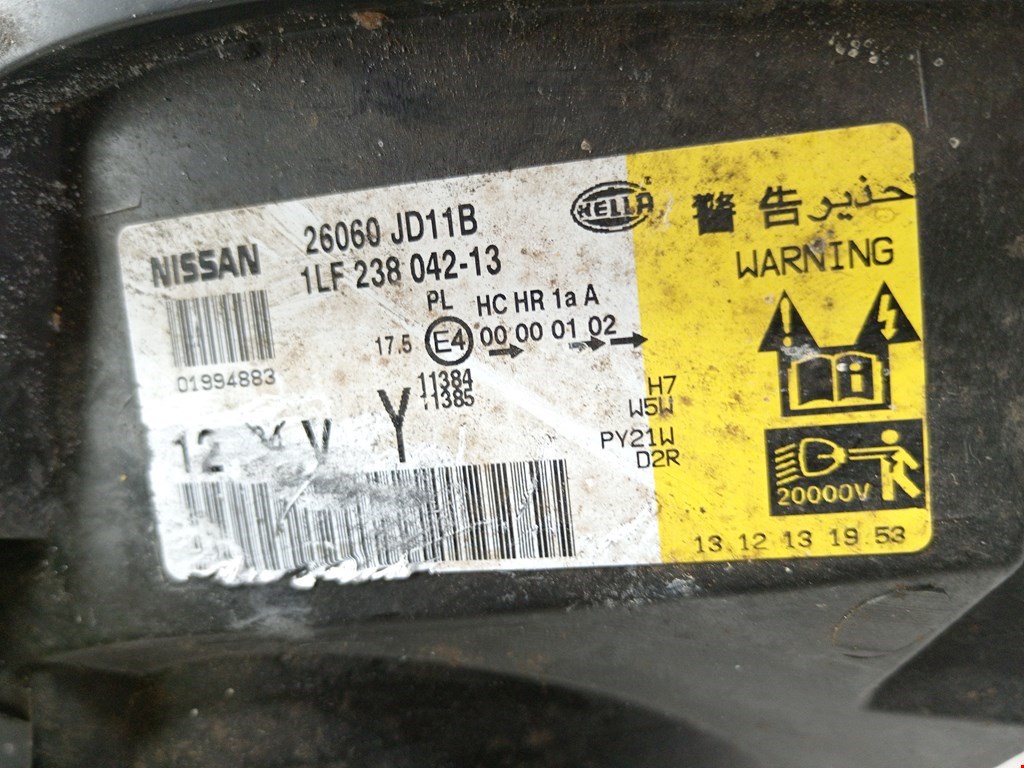 NISSAN
26060 JD11B
1LF 238 042-13
HELLA
警告 حذير
WARNING
PL HC HR 1a A
17.5 E4 00 00 01 02
01994883
11384
11385
12 V Y
H7
W5W
PY21W
D2R
20000V
13 12 13 19 53